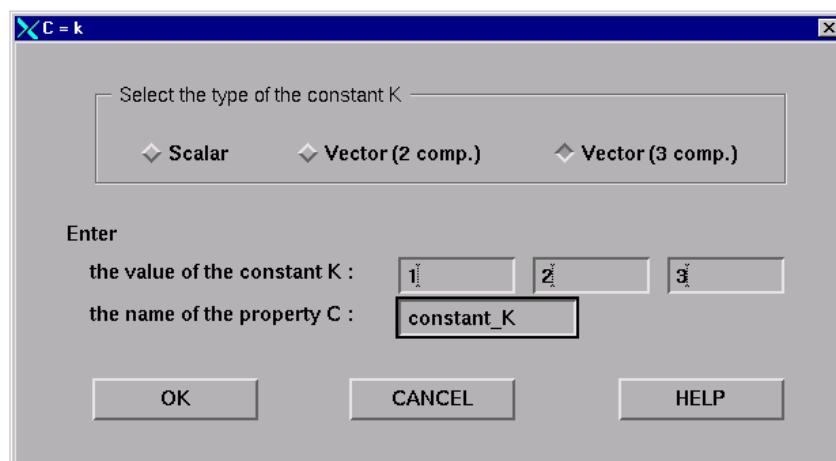 C = k
Select the type of the constant K
Scalar Vector (2 comp.) Vector (3 comp.)
Enter
the value of the constant K : 1 2 3
the name of the property C : constant_K
OK CANCEL HELP